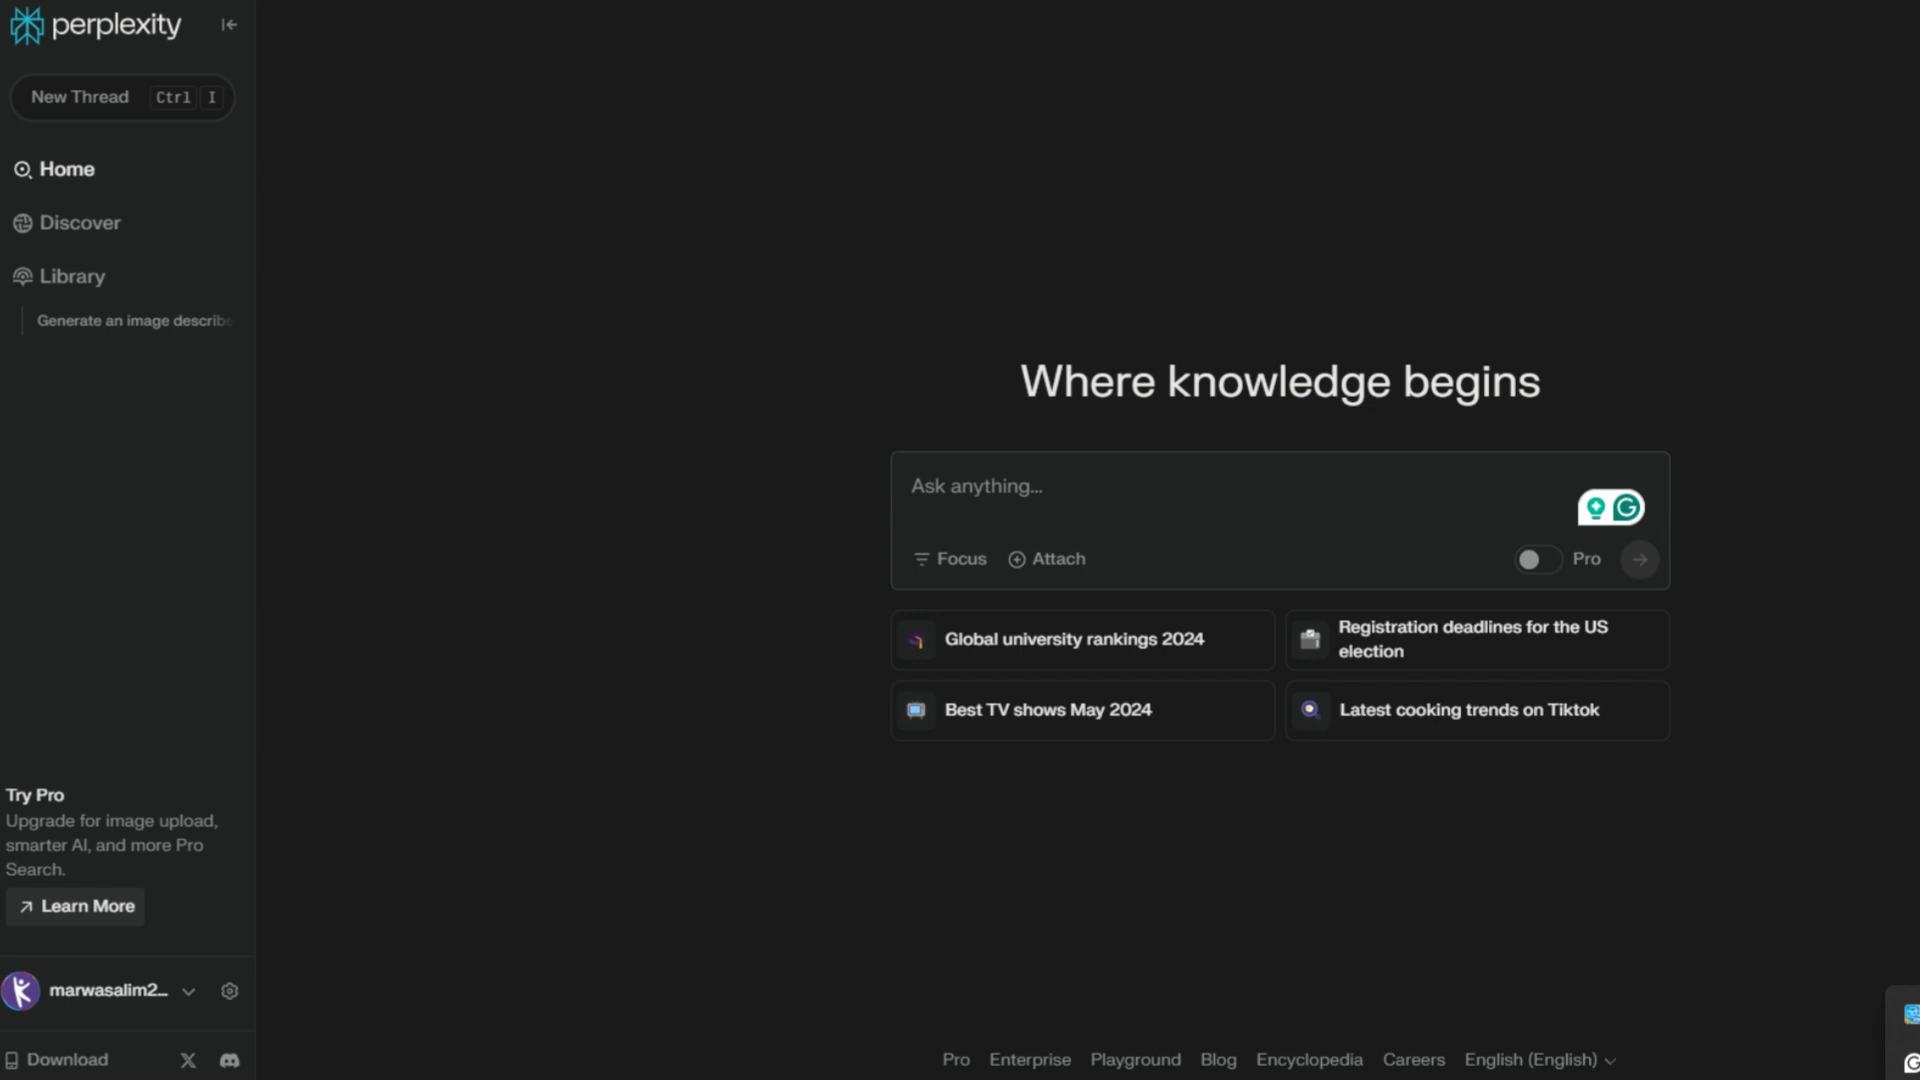 perplexity
New Thread Ctrl I
Home
Discover
Library
Generate an image describe
Try Pro
Upgrade for image upload,
smarter AI, and more Pro
Search.
Learn More
marwasalim2...
Download
Where knowledge begins
Ask anything...
Focus Attach Pro
Global university rankings 2024
Registration deadlines for the US
election
Best TV shows May 2024
Latest cooking trends on Tiktok
Pro Enterprise Playground Blog Encyclopedia Careers English (English)